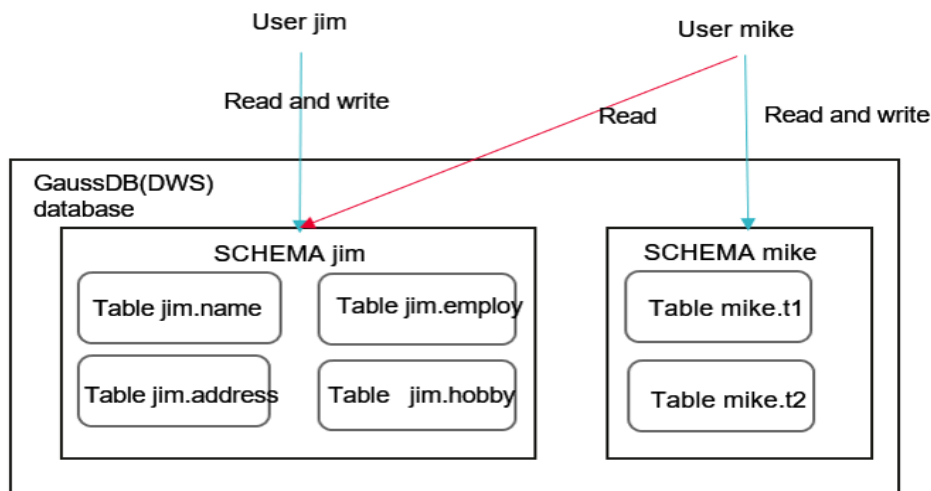 User jim
User mike
Read and write
Read
Read and write
GaussDB(DWS)
database
SCHEMA jim
SCHEMA mike
Table jim.name
Table jim.employ
Table mike.t1
Table jim.address
Table jim.hobby
Table mike.t2